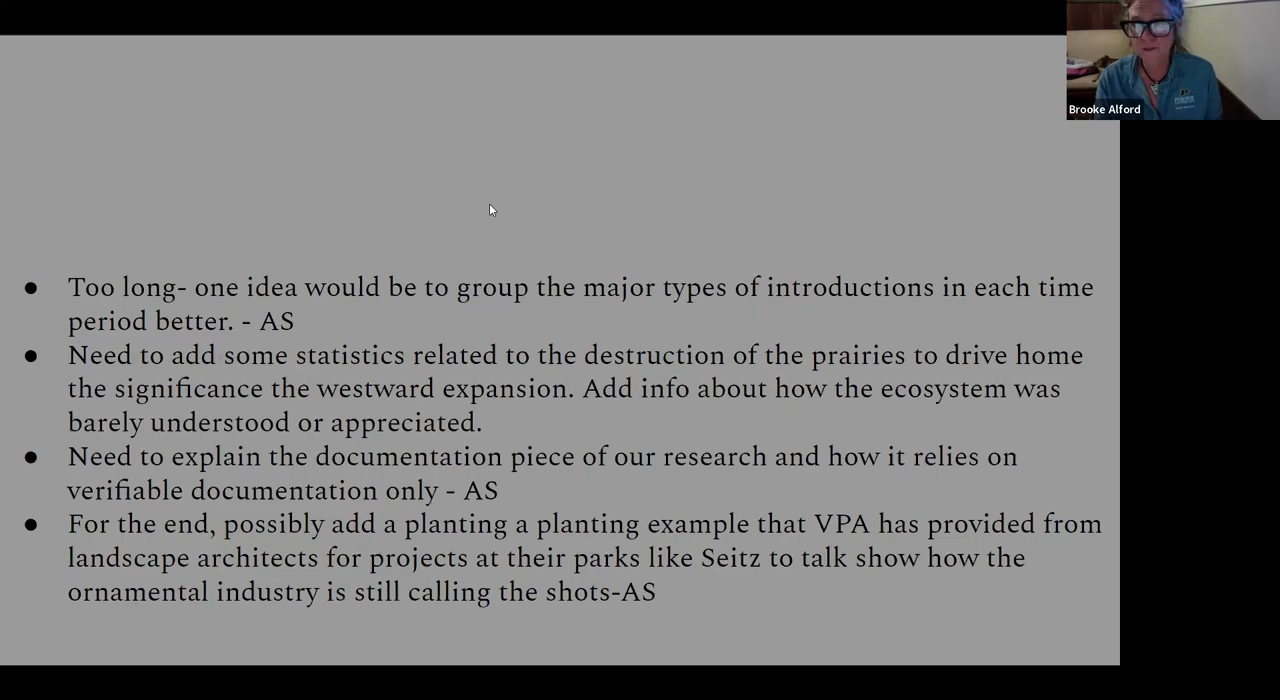 Brooke Alford
● Too long- one idea would be to group the major types of introductions in each time
period better. - AS
● Need to add some statistics related to the destruction of the prairies to drive home
the significance the westward expansion. Add info about how the ecosystem was
barely understood or appreciated.
● Need to explain the documentation piece of our research and how it relies on
verifiable documentation only - AS
● For the end, possibly add a planting a planting example that VPA has provided from
landscape architects for projects at their parks like Seitz to talk show how the
ornamental industry is still calling the shots-AS